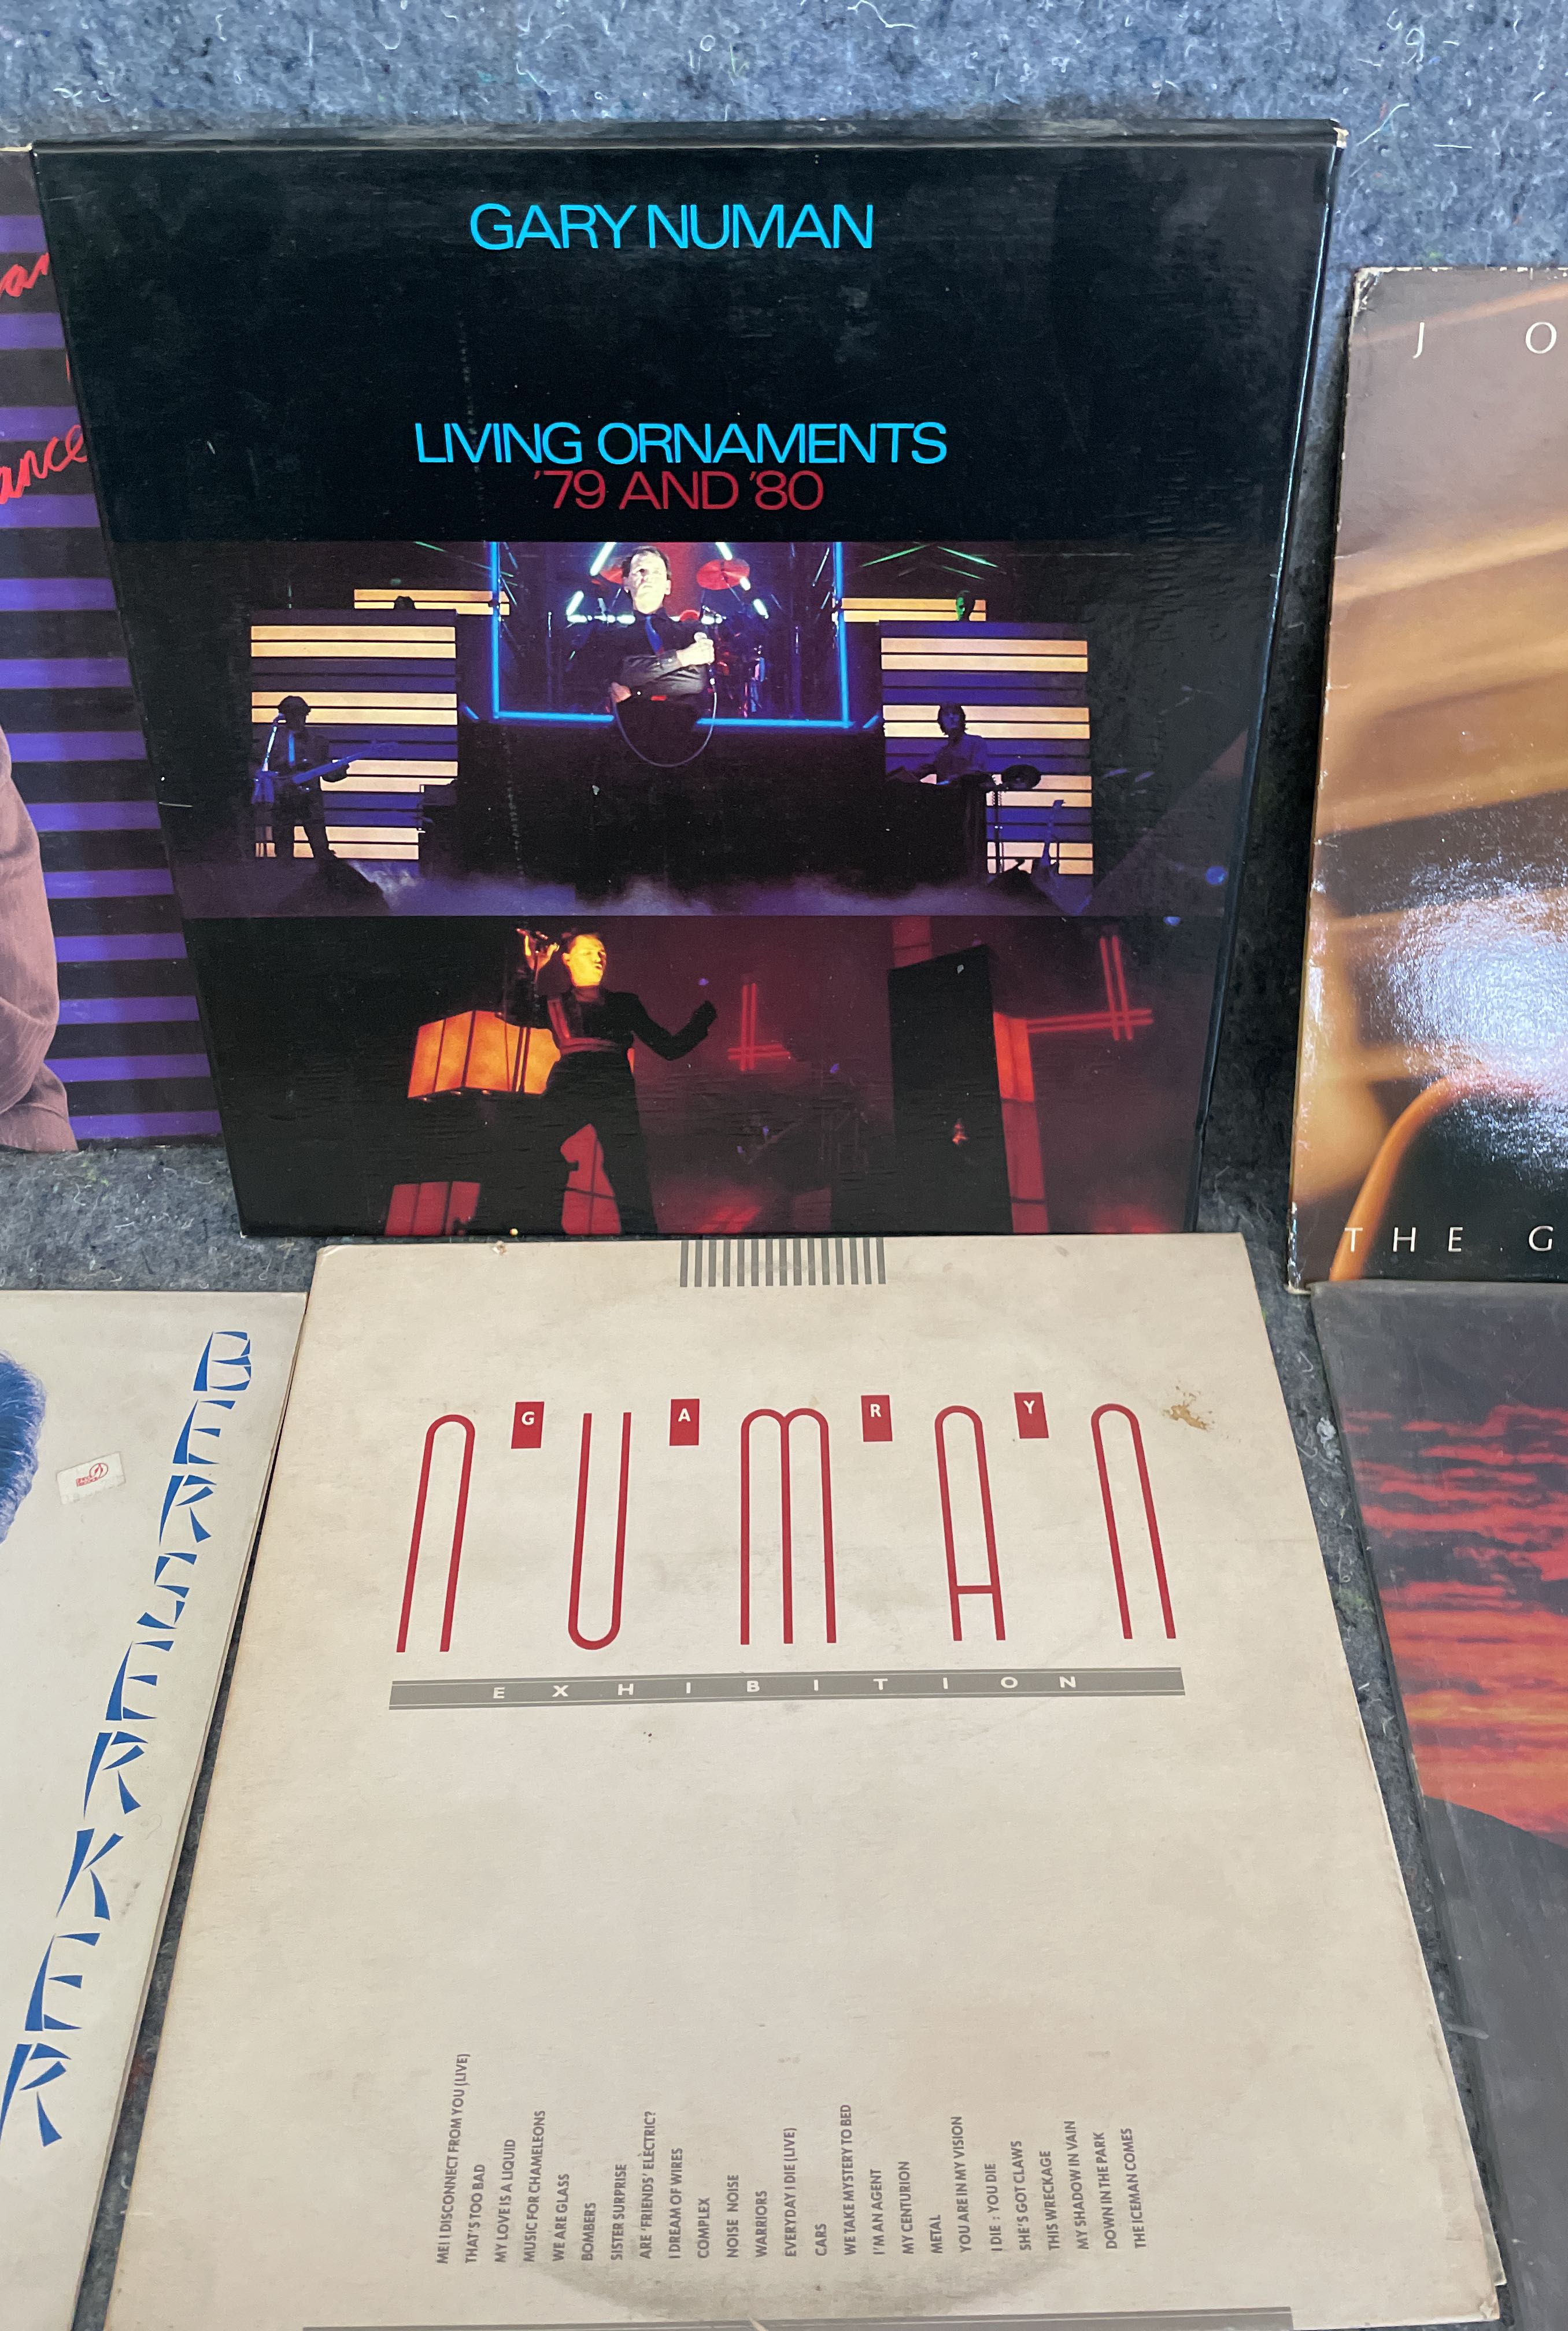 GARY NUMAN
LIVING ORNAMENTS
'79 AND '80
ance
J O
THE G
BERSERKER
GARY
NUMAN
EXHIBITION
ME! I DISCONNECT FROM YOU (LIVE)
THAT'S TOO BAD
MY LOVE IS A LIQUID
MUSIC FOR CHAMELEONS
WE ARE GLASS
BOMBERS
SISTER SURPRISE
ARE 'FRIENDS' ELECTRIC?
I DREAM OF WIRES
COMPLEX
NOISE NOISE
WARRIORS
EVERYDAY I DIE (LIVE)
CARS
WE TAKE MYSTERY TO BED
I'M AN AGENT
MY CENTURION
METAL
YOU ARE IN MY VISION
I DIE : YOU DIE
SHE'S GOT CLAWS
THIS WRECKAGE
MY SHADOW IN VAIN
DOWN IN THE PARK
THE ICEMAN COMES